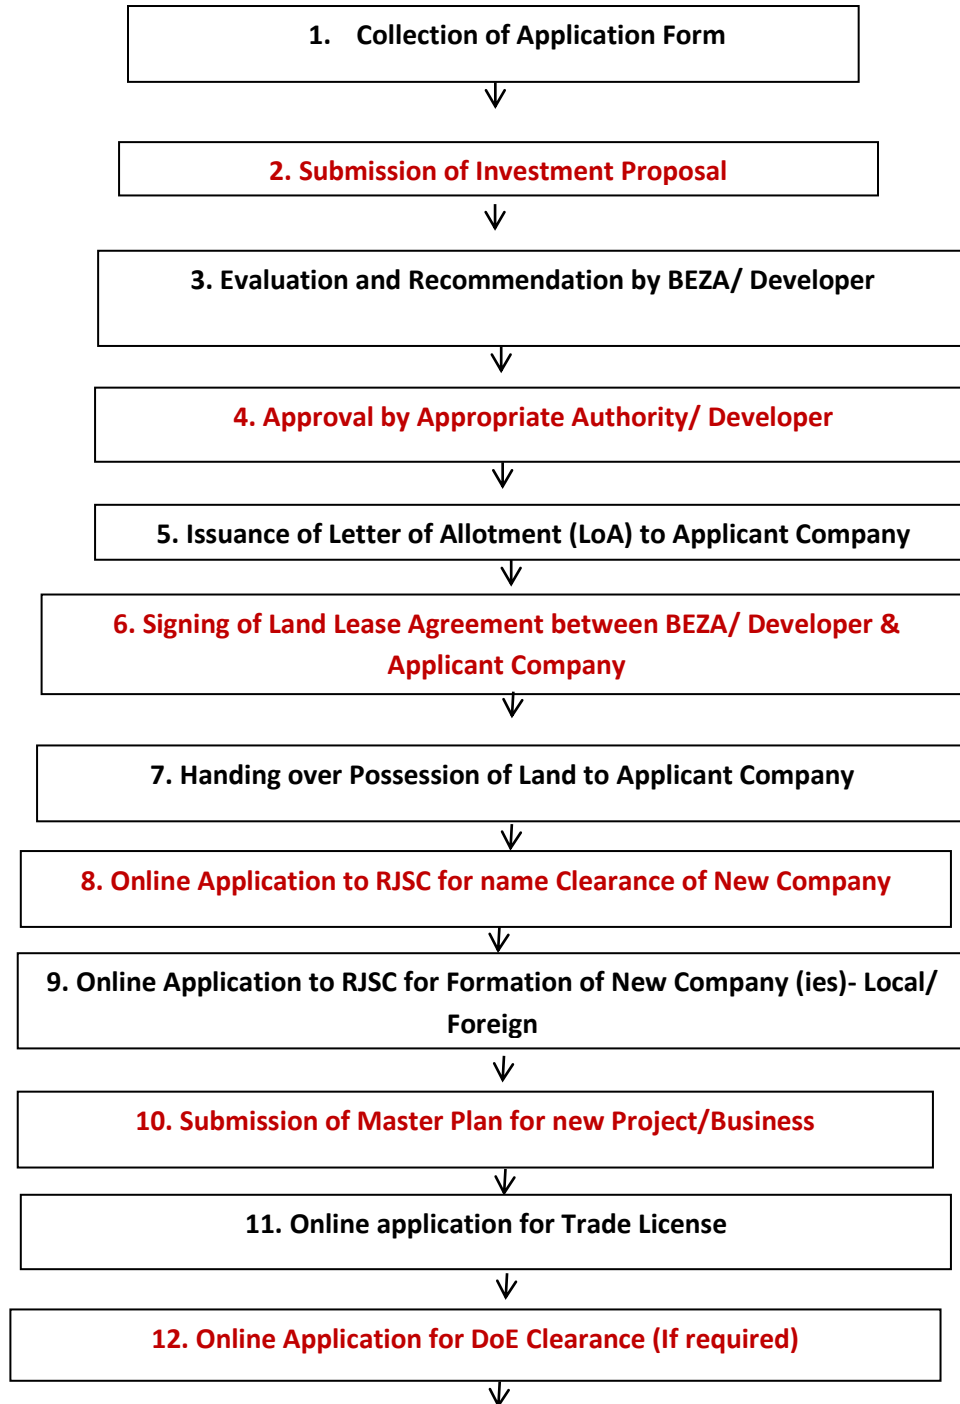 1. Collection of Application Form
2. Submission of Investment Proposal
3. Evaluation and Recommendation by BEZA/ Developer
4. Approval by Appropriate Authority/ Developer
5. Issuance of Letter of Allotment (LoA) to Applicant Company
6. Signing of Land Lease Agreement between BEZA/ Developer &
Applicant Company
7. Handing over Possession of Land to Applicant Company
8. Online Application to RJSC for name Clearance of New Company
9. Online Application to RJSC for Formation of New Company (ies)- Local/
Foreign
10. Submission of Master Plan for new Project/Business
11. Online application for Trade License
12. Online Application for DoE Clearance (If required)